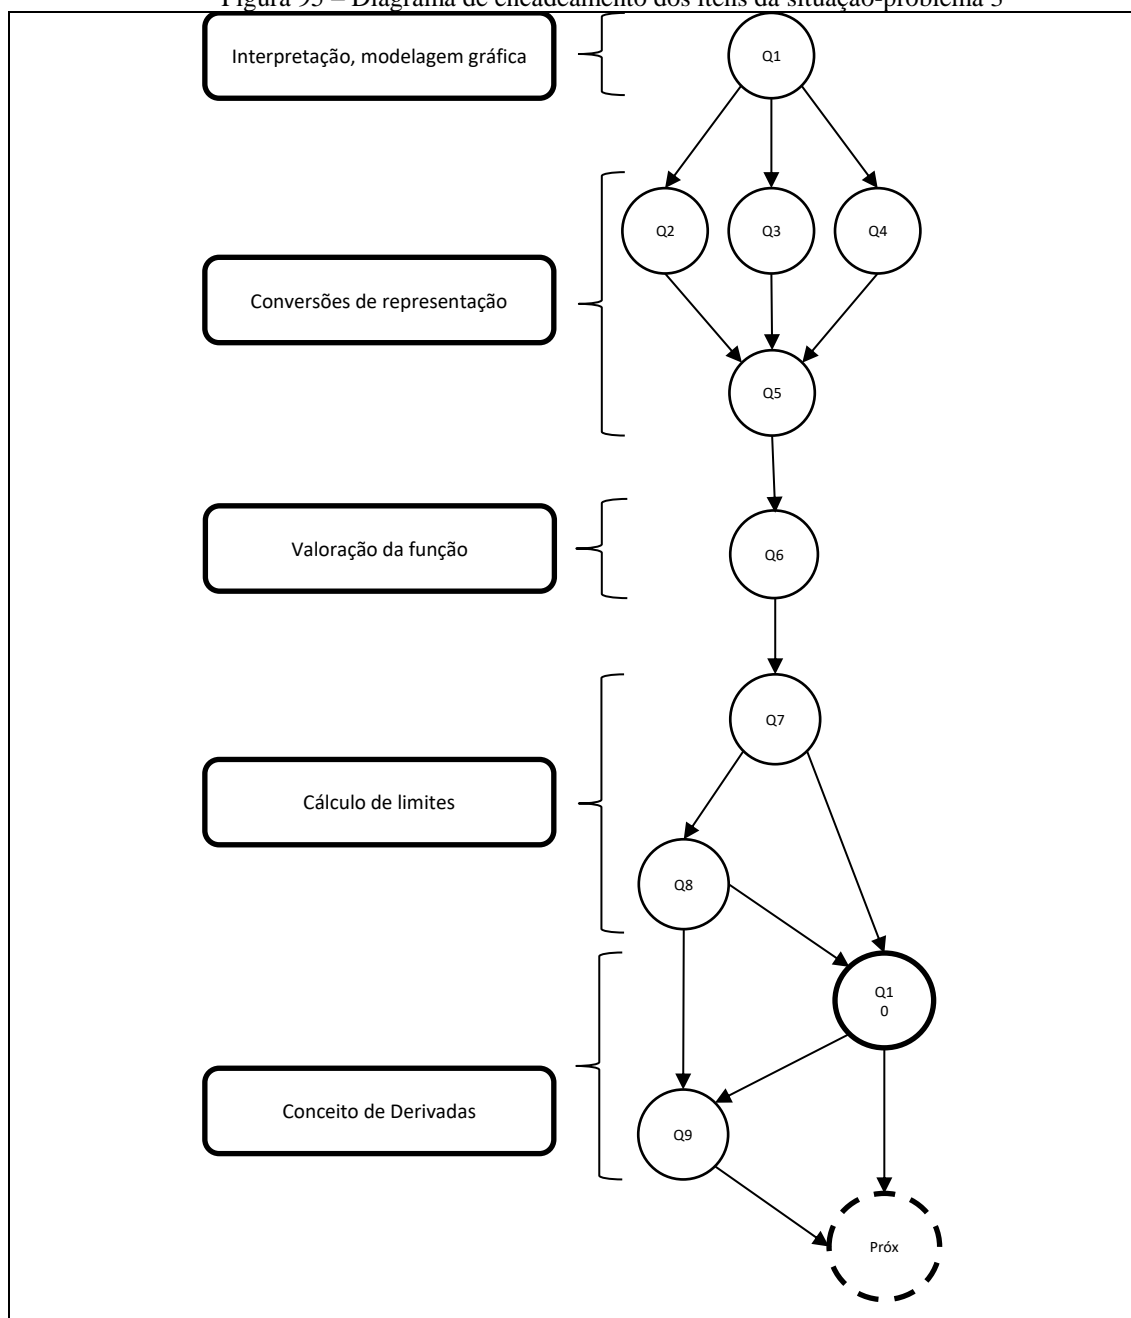 Figura 95 – Diagrama de encadeamento dos itens da situação-problema 3
Interpretação, modelagem gráfica
Q1
Q2
Q3
Q4
Conversões de representação
Q5
Valoração da função
Q6
Q7
Cálculo de limites
Q8
Q1
0
Conceito de Derivadas
Q9
Próx